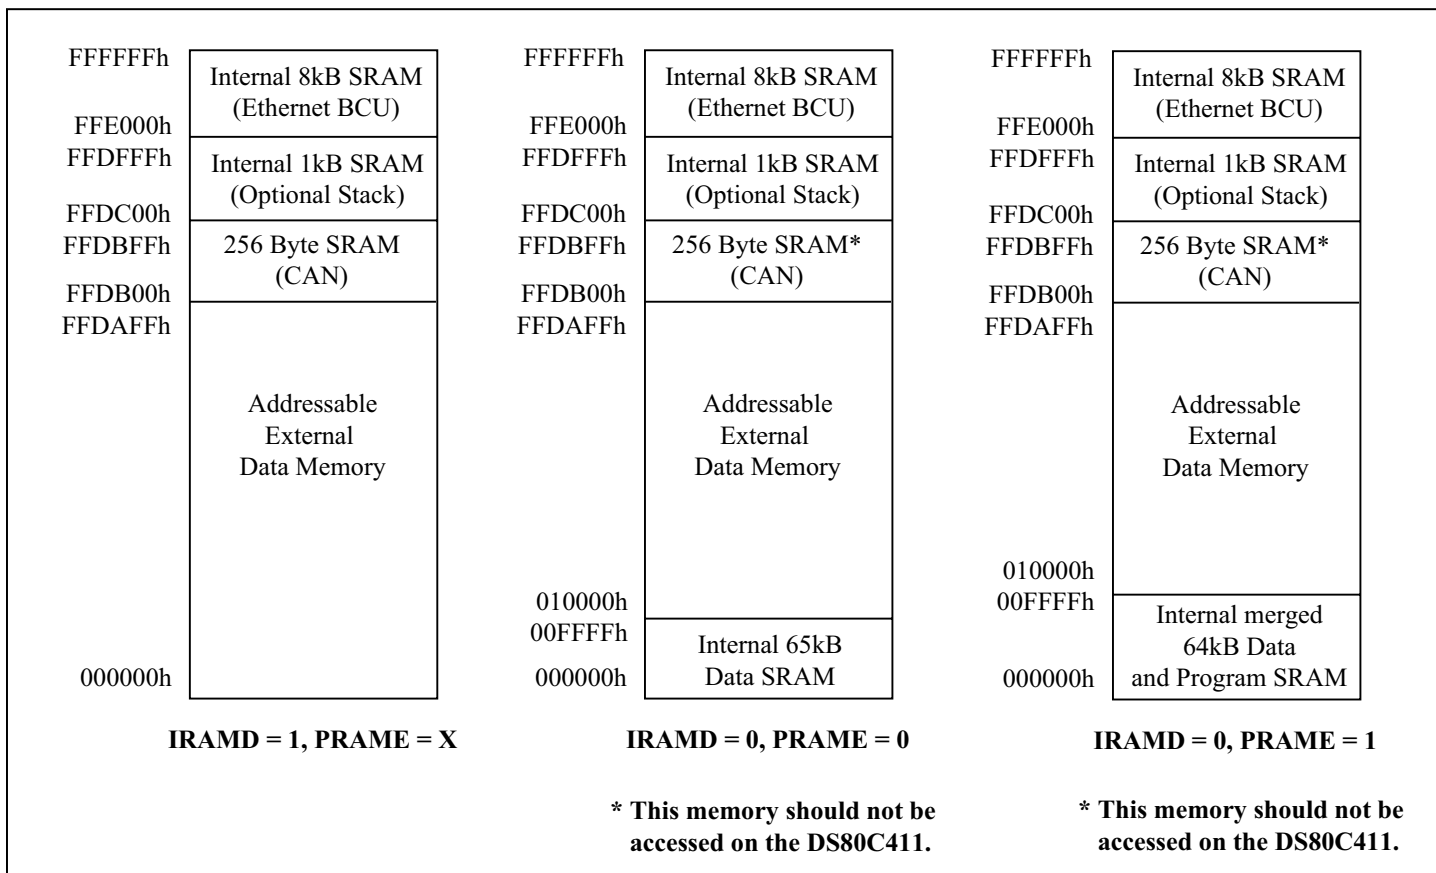 FFFFFFh
Internal 8kB SRAM
(Ethernet BCU)
FFE000h
FFDFFFh
Internal 1kB SRAM
(Optional Stack)
FFDC00h
FFDBFFh
256 Byte SRAM
(CAN)
FFDB00h
FFDAFFh
Addressable
External
Data Memory
000000h
IRAMD = 1, PRAME = X
FFFFFFh
Internal 8kB SRAM
(Ethernet BCU)
FFE000h
FFDFFFh
Internal 1kB SRAM
(Optional Stack)
FFDC00h
FFDBFFh
256 Byte SRAM*
(CAN)
FFDB00h
FFDAFFh
Addressable
External
Data Memory
010000h
00FFFFh
Internal 65kB
Data SRAM
000000h
IRAMD = 0, PRAME = 0
* This memory should not be
accessed on the DS80C411.
FFFFFFh
Internal 8kB SRAM
(Ethernet BCU)
FFE000h
FFDFFFh
Internal 1kB SRAM
(Optional Stack)
FFDC00h
FFDBFFh
256 Byte SRAM*
(CAN)
FFDB00h
FFDAFFh
Addressable
External
Data Memory
010000h
00FFFFh
Internal merged
64kB Data
and Program SRAM
000000h
IRAMD = 0, PRAME = 1
* This memory should not be
accessed on the DS80C411.